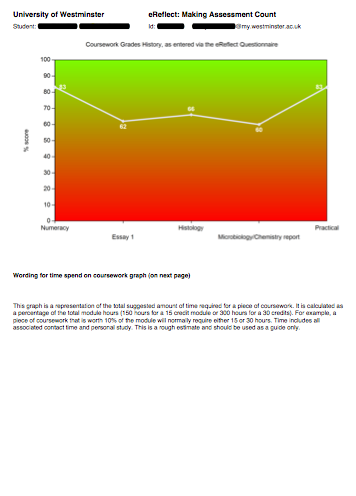 University of Westminster eReflect: Making Assessment Count
Student: Id: @my.westminster.ac.uk
Coursework Grades History, as entered via the eReflect Questionnaire
100
90
80
70
60
50
40
30
20
10
0
% score
83
62
66
60
83
Numeracy
Essay 1
Histology
Microbiology/Chemistry report
Practical
Wording for time spend on coursework graph (on next page)
This graph is a representation of the total suggested amount of time required for a piece of coursework. It is calculated as
a percentage of the total module hours (150 hours for a 15 credit module or 300 hours for a 30 credits). For example, a
piece of coursework that is worth 10% of the module will normally require either 15 or 30 hours. Time includes all
associated contact time and personal study. This is a rough estimate and should be used as a guide only.